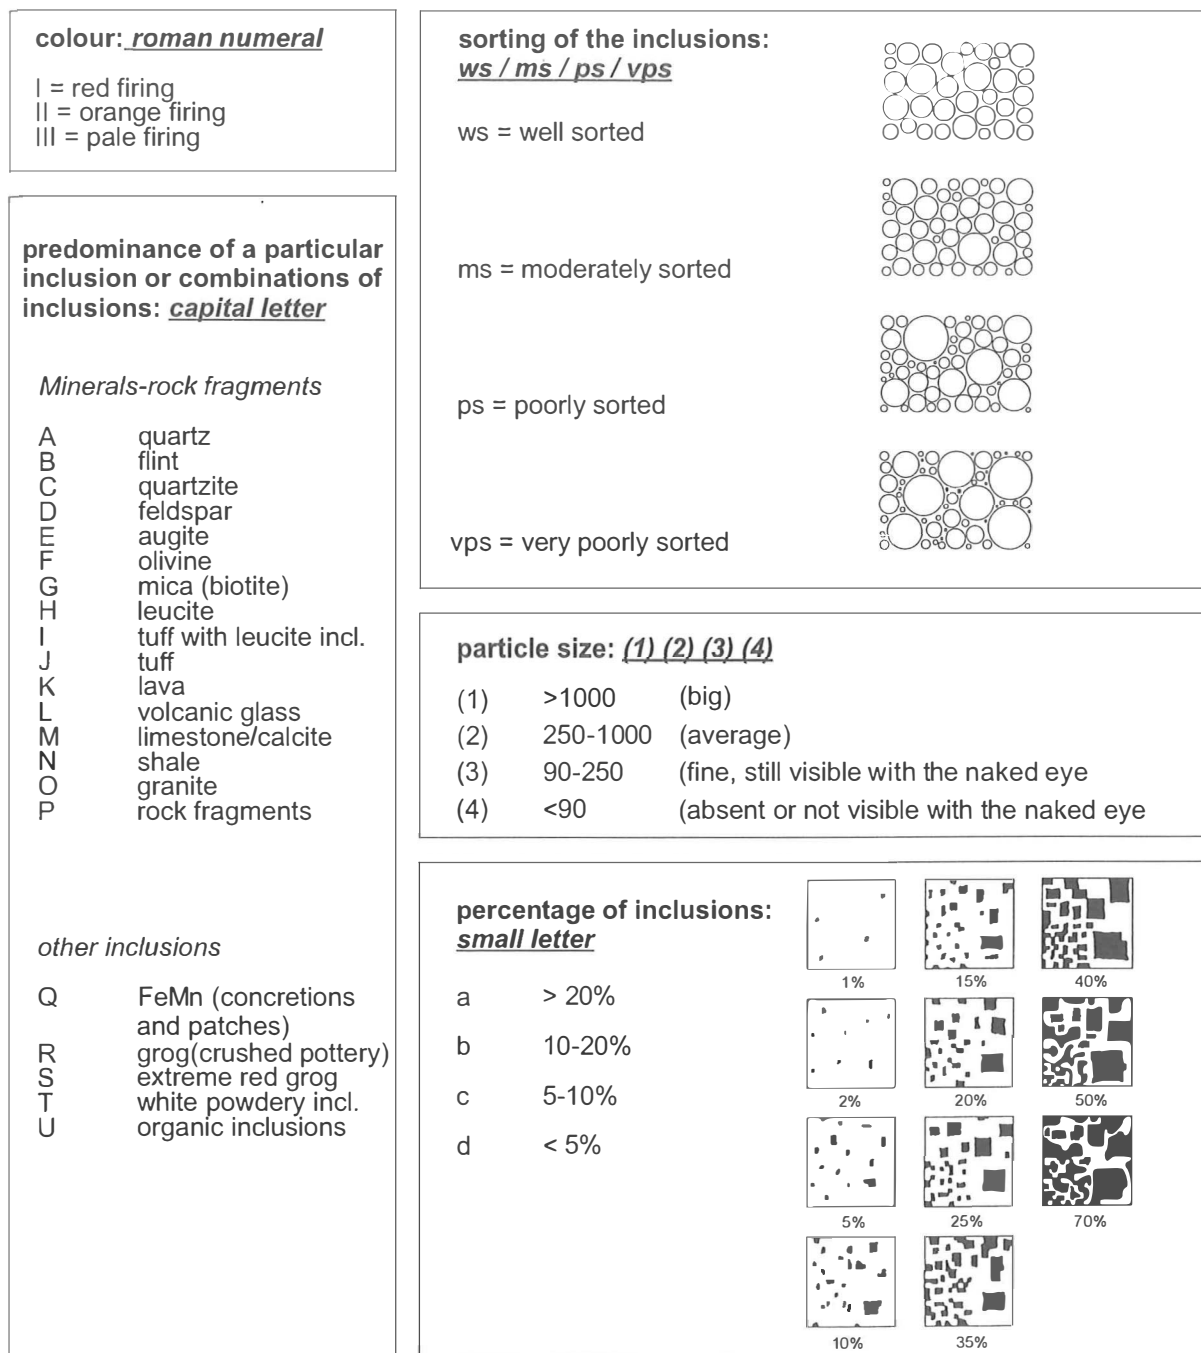 colour: roman numeral
I = red firing
II = orange firing
III = pale firing
predominance of a particular
inclusion or combinations of
inclusions: capital letter
Minerals-rock fragments
A quartz
B flint
C quartzite
D feldspar
E augite
F olivine
G mica (biotite)
H leucite
I tuff with leucite incl.
J tuff
K lava
L volcanic glass
M limestone/calcite
N shale
O granite
P rock fragments
other inclusions
Q FeMn (concretions
and patches)
R grog(crushed pottery)
S extreme red grog
T white powdery incl.
U organic inclusions
sorting of the inclusions:
ws / ms / ps / vps
ws = well sorted
ms = moderately sorted
ps = poorly sorted
vps = very poorly sorted
particle size: (1) (2) (3) (4)
(1) >1000 (big)
(2) 250-1000 (average)
(3) 90-250 (fine, still visible with the naked eye
(4) <90 (absent or not visible with the naked eye
percentage of inclusions:
small letter
a > 20%
b 10-20%
c 5-10%
d < 5%
1% 15% 40%
2% 20% 50%
5% 25% 70%
10% 35%